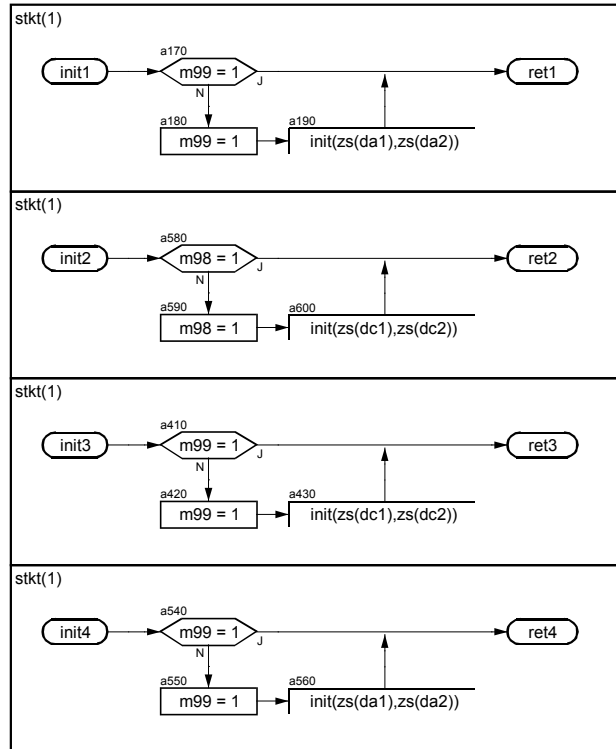 stkt(1)
a170
init1 m99 = 1 ret1
N J
a180 a190
m99 = 1 init(zs(da1),zs(da2))
stkt(1)
a580
init2 m98 = 1 ret2
N J
a590 a600
m98 = 1 init(zs(dc1),zs(dc2))
stkt(1)
a410
init3 m99 = 1 ret3
N J
a420 a430
m99 = 1 init(zs(dc1),zs(dc2))
stkt(1)
a540
init4 m99 = 1 ret4
N J
a550 a560
m99 = 1 init(zs(da1),zs(da2))